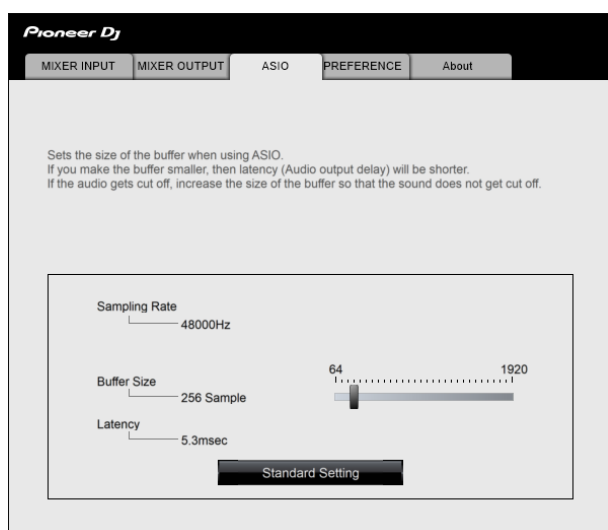 Pioneer Dj
MIXER INPUT MIXER OUTPUT ASIO PREFERENCE About
Sets the size of the buffer when using ASIO.
If you make the buffer smaller, then latency (Audio output delay) will be shorter.
If the audio gets cut off, increase the size of the buffer so that the sound does not get cut off.
Sampling Rate
48000Hz
64 1920
Buffer Size
256 Sample
Latency
5.3msec
Standard Setting